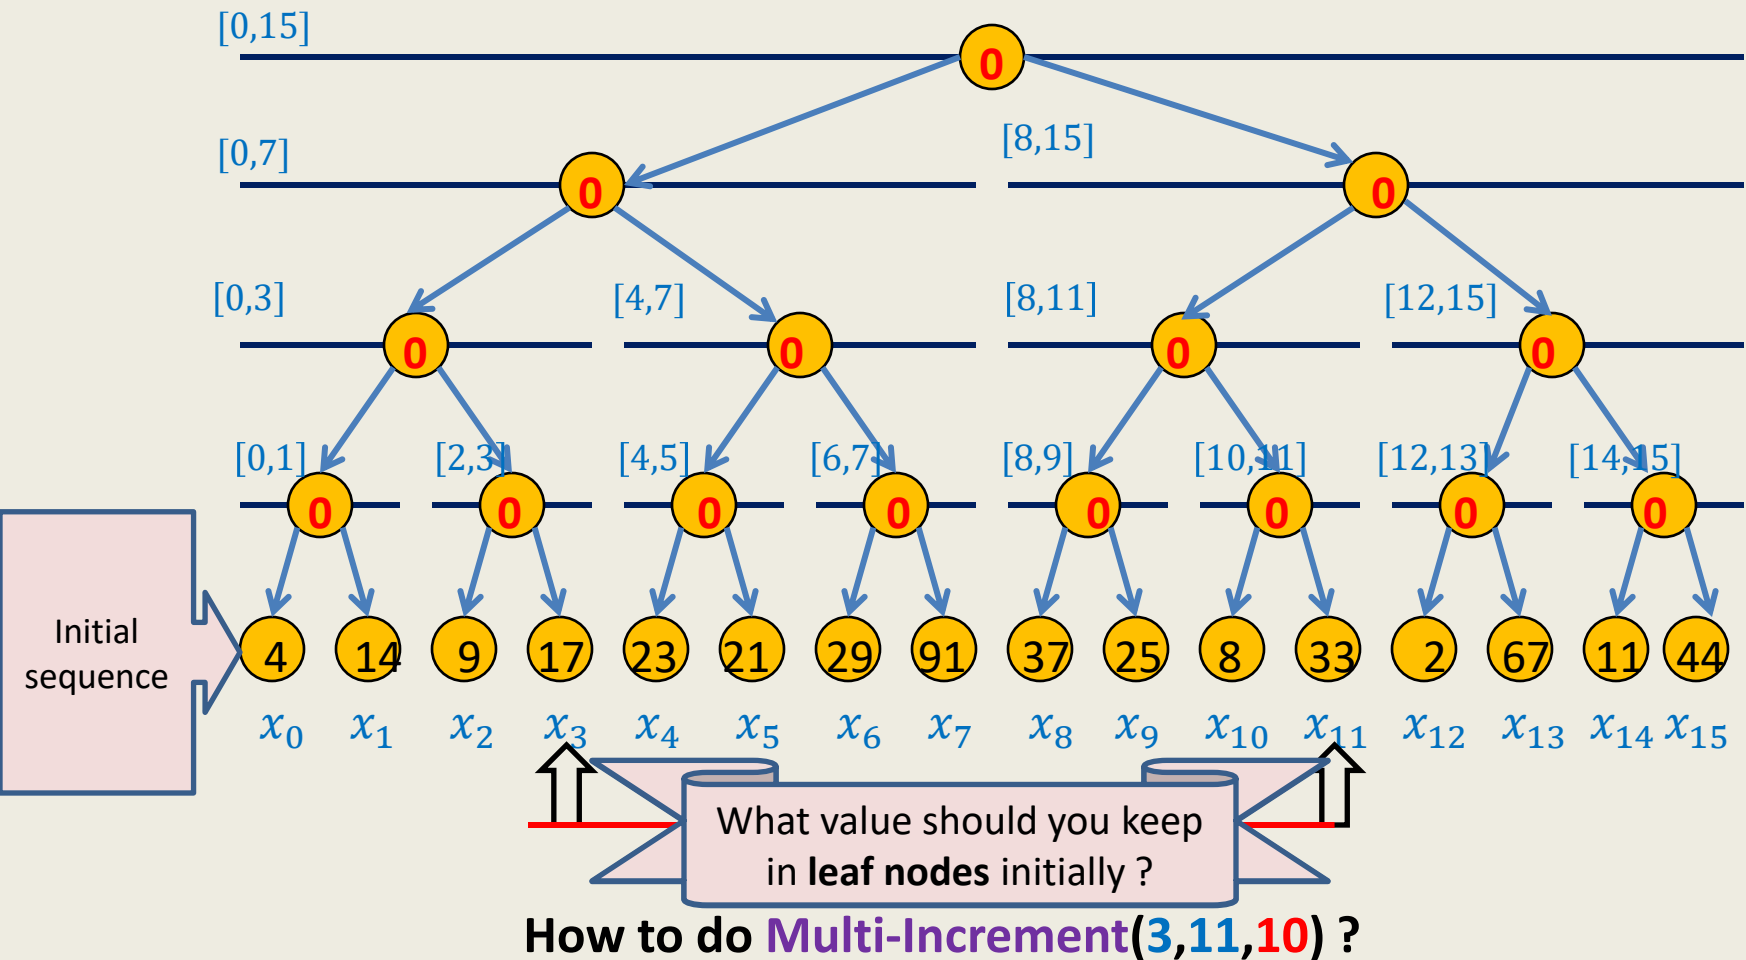 [0,15]
0
[0,7]
[8,15]
0 0
[0,3] [4,7] [8,11] [12,15]
0 0 0 0
[0,1] [2,3] [4,5] [6,7] [8,9] [10,11] [12,13] [14,15]
0 0 0 0 0 0 0 0
Initial
sequence
4 14 9 17 23 21 29 91 37 25 8 33 2 67 11 44
x₀ x₁ x₂ x₃ x₄ x₅ x₆ x₇ x₈ x₉ x₁₀ x₁₁ x₁₂ x₁₃ x₁₄ x₁₅
What value should you keep
in leaf nodes initially ?
How to do Multi-Increment(3,11,10) ?